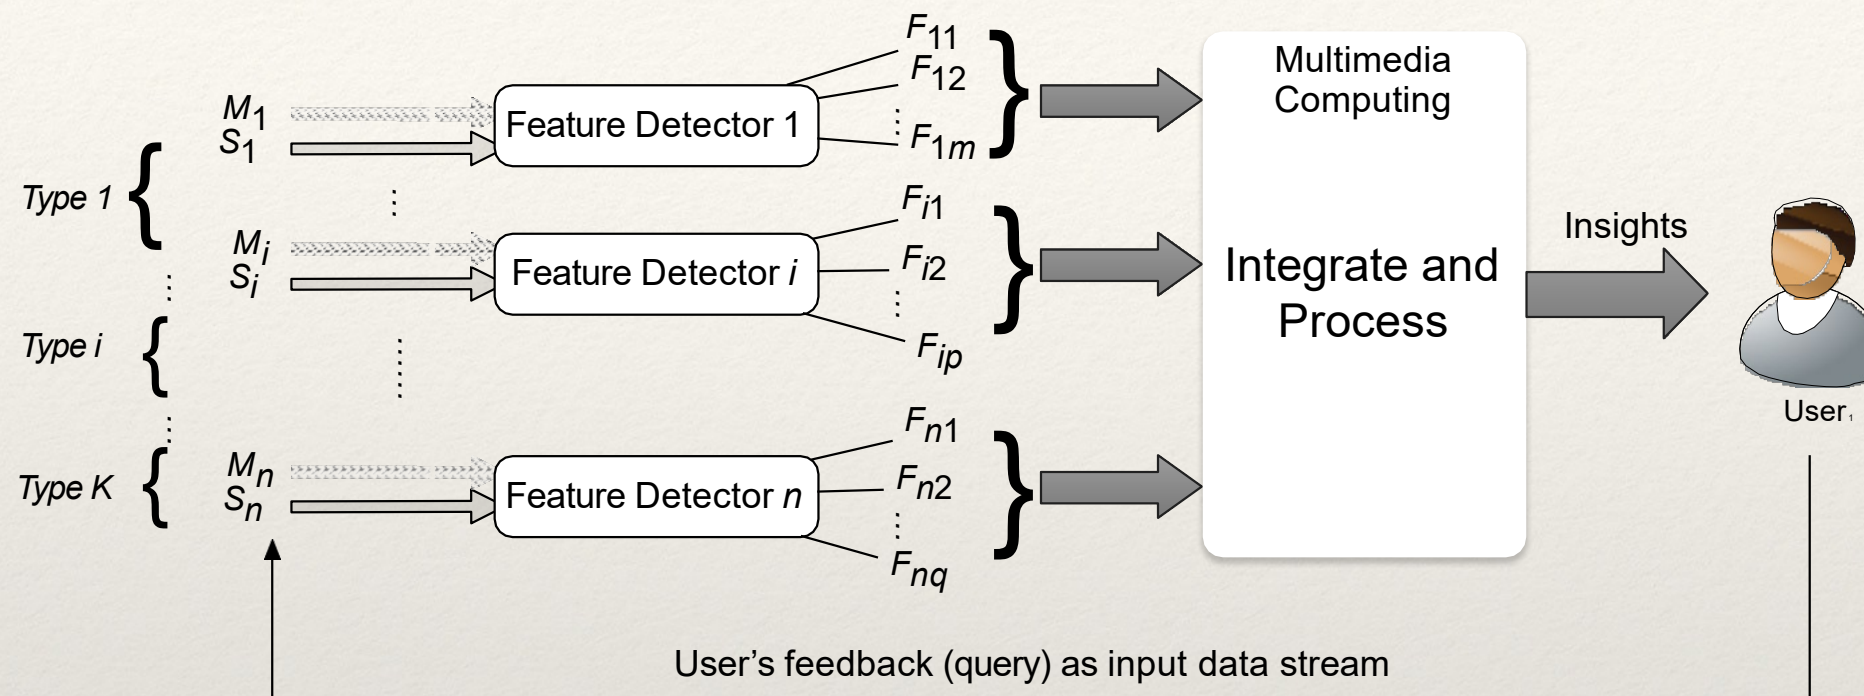 Type 1
Type i
Type K
M1
S1
Mi
Si
Mn
Sn
Feature Detector 1
Feature Detector i
Feature Detector n
F11
F12
F1m
Fi1
Fi2
Fip
Fn1
Fn2
Fnq
Multimedia
Computing
Integrate and
Process
Insights
User1
User’s feedback (query) as input data stream